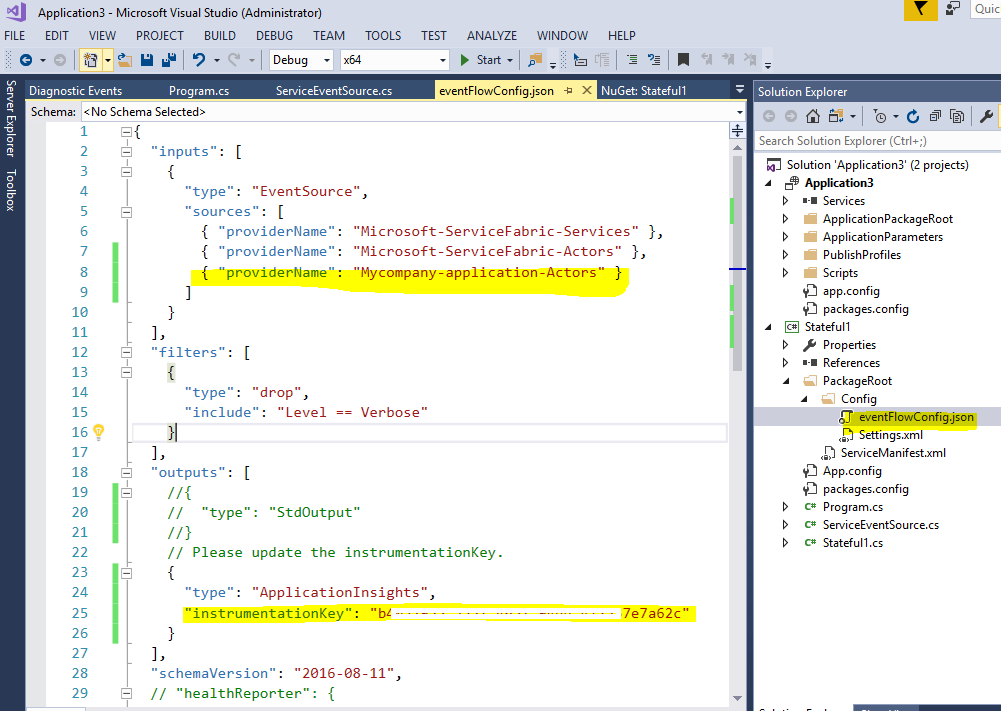 Application3 - Microsoft Visual Studio (Administrator)
Quic
FILE EDIT VIEW PROJECT BUILD DEBUG TEAM TOOLS TEST ANALYZE WINDOW HELP
Debug x64 Start
Server Explorer
Toolbox
Diagnostic Events Program.cs ServiceEventSource.cs eventFlowConfig.json NuGet: Stateful1
Schema: <No Schema Selected>
1 {
2 "inputs": [
3 {
4 "type": "EventSource",
5 "sources": [
6 { "providerName": "Microsoft-ServiceFabric-Services" },
7 { "providerName": "Microsoft-ServiceFabric-Actors" },
8 { "providerName": "Mycompany-application-Actors" }
9 ]
10 }
11 ],
12 "filters": [
13 {
14 "type": "drop",
15 "include": "Level == Verbose"
16 }
17 ],
18 "outputs": [
19 //{
20 // "type": "StdOutput"
21 //}
22 // Please update the instrumentationKey.
23 {
24 "type": "ApplicationInsights",
25 "instrumentationKey": "b4 7e7a62c"
26 }
27 ],
28 "schemaVersion": "2016-08-11",
29 // "healthReporter": {
Solution Explorer
Search Solution Explorer (Ctrl+;)
Solution 'Application3' (2 projects)
Application3
Services
ApplicationPackageRoot
ApplicationParameters
PublishProfiles
Scripts
app.config
packages.config
Stateful1
Properties
References
PackageRoot
Config
eventFlowConfig.json
Settings.xml
ServiceManifest.xml
App.config
packages.config
Program.cs
ServiceEventSource.cs
Stateful1.cs